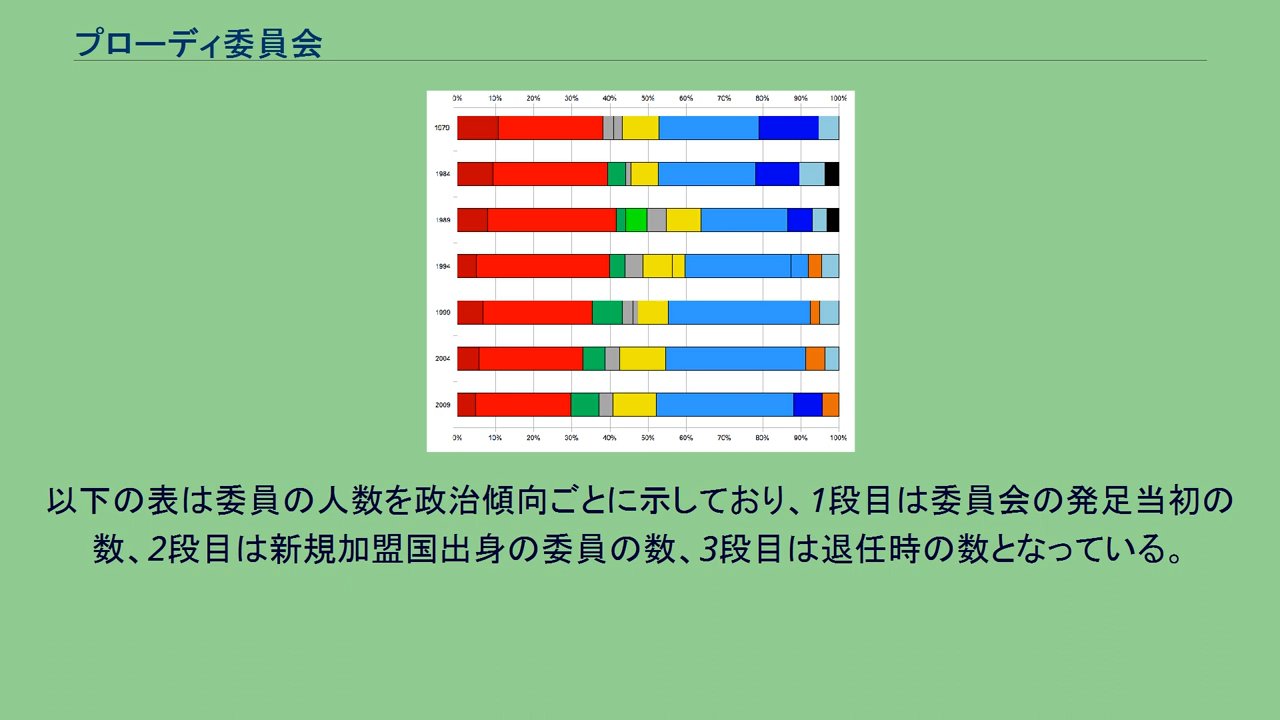 プローディ委員会
0% 10% 20% 30% 40% 50% 60% 70% 80% 90% 100%
1979
1984
1989
1994
1999
2004
2009
0% 10% 20% 30% 40% 50% 60% 70% 80% 90% 100%
以下の表は委員の人数を政治傾向ごとに示しており、1段目は委員会の発足当初の
数、2段目は新規加盟国出身の委員の数、3段目は退任時の数となっている。